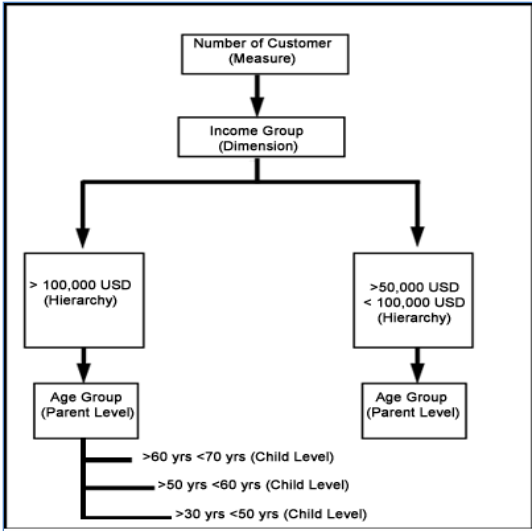 Number of Customer
(Measure)
Income Group
(Dimension)
> 100,000 USD
(Hierarchy)
>50,000 USD
< 100,000 USD
(Hierarchy)
Age Group
(Parent Level)
Age Group
(Parent Level)
>60 yrs <70 yrs (Child Level)
>50 yrs <60 yrs (Child Level)
>30 yrs <50 yrs (Child Level)